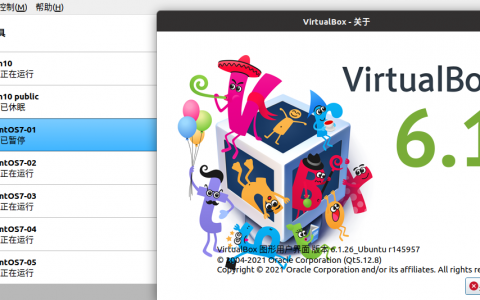 控制(M) 帮助(H)
VirtualBox - 关于
具
n10
正在运行
n10 public
已休眠
ntOS7-01
已暂停
ntOS7-02
正在运行
ntOS7-03
正在运行
ntOS7-04
正在运行
ntOS7-05
正在运行
VirtualBox
6.1
VirtualBox 图形用户界面 版本 6.1.26_Ubuntu r145957
© 2004-2021 Oracle Corporation (Qt5.12.8)
Copyright © 2021 Oracle Corporation and/or its affiliates. All rights re